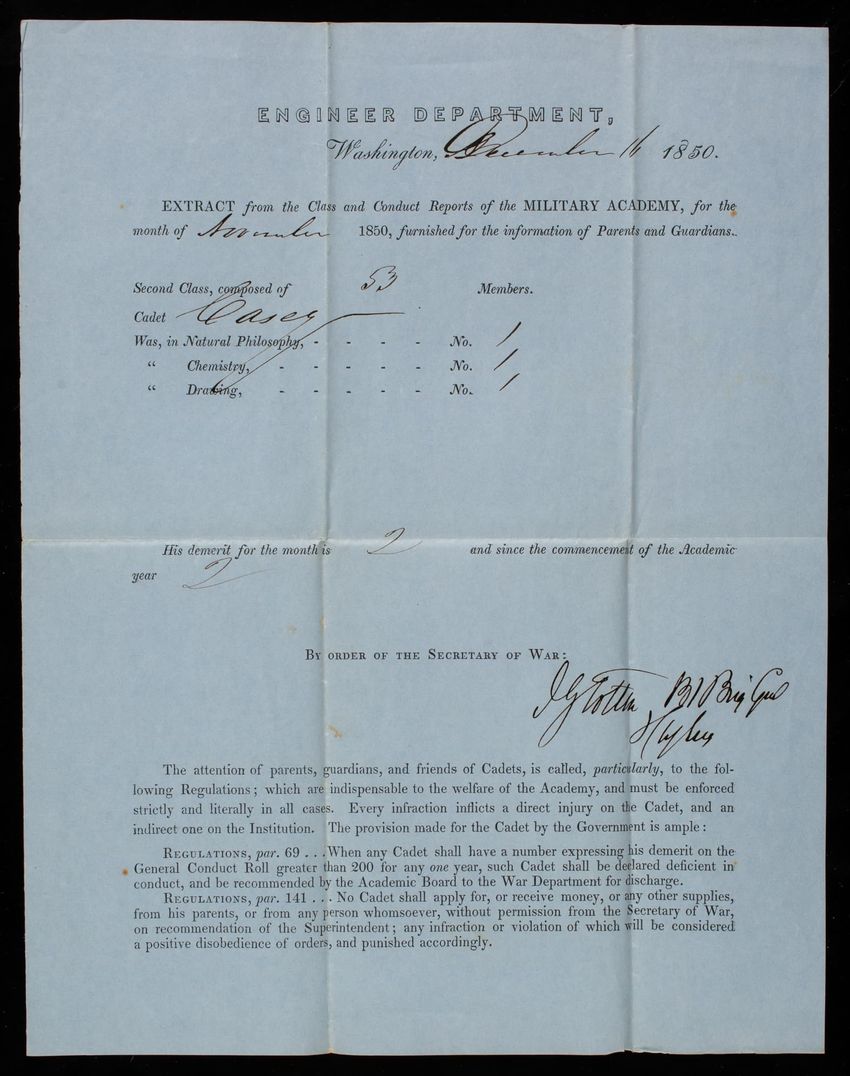 ENGINEER DEPARTMENT,
Washington, December 16 1850.
EXTRACT from the Class and Conduct Reports of the MILITARY ACADEMY, for the
month of November 1850, furnished for the information of Parents and Guardians.
Second Class, composed of 53 Members.
Cadet Casey
Was, in Natural Philosophy, - - - - No. 1
“ Chemistry, - - - - - No. 1
“ Drawing, - - - - - No. 1
His demerit for the month is 2 and since the commencement of the Academic
year 2
BY ORDER OF THE SECRETARY OF WAR:
J G Totten Bt Brig Genl
The attention of parents, guardians, and friends of Cadets, is called, particularly, to the fol-
lowing Regulations; which are indispensable to the welfare of the Academy, and must be enforced
strictly and literally in all cases. Every infraction inflicts a direct injury on the Cadet, and an
indirect one on the Institution. The provision made for the Cadet by the Government is ample:
REGULATIONS, par. 69 . . . When any Cadet shall have a number expressing his demerit on the
General Conduct Roll greater than 200 for any one year, such Cadet shall be declared deficient in
conduct, and be recommended by the Academic Board to the War Department for discharge.
REGULATIONS, par. 141 . . . No Cadet shall apply for, or receive money, or any other supplies,
from his parents, or from any person whomsoever, without permission from the Secretary of War,
on recommendation of the Superintendent; any infraction or violation of which will be considered
a positive disobedience of orders, and punished accordingly.